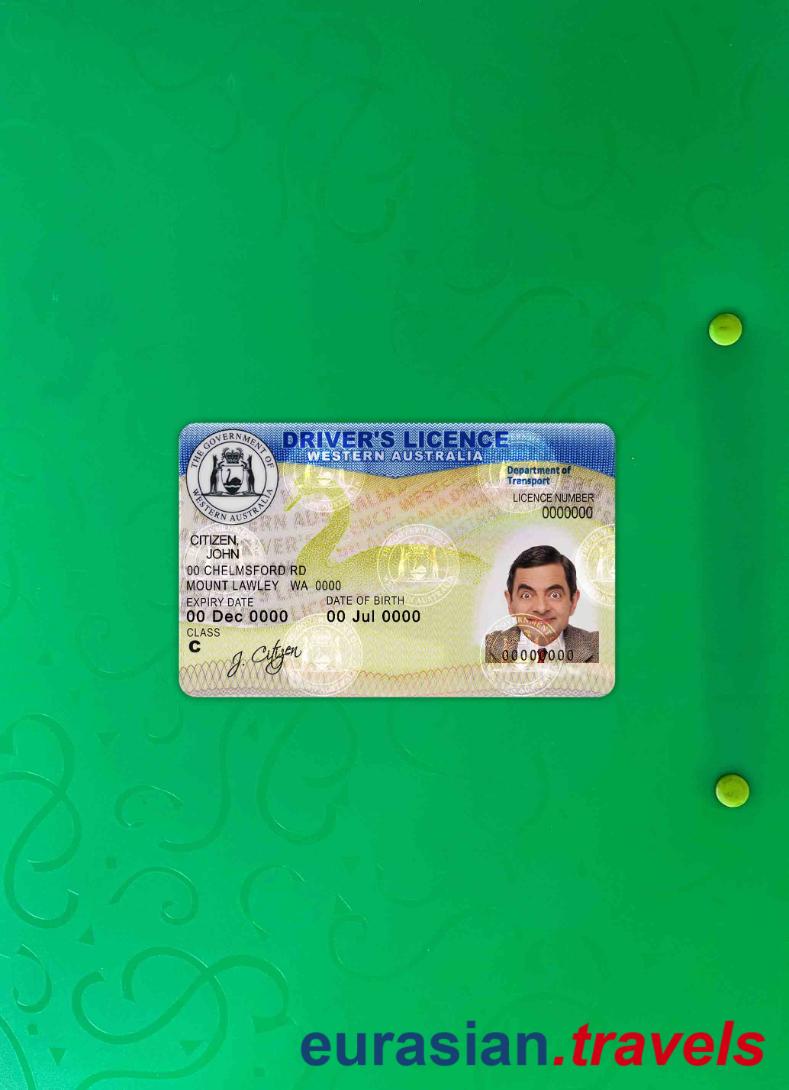 THE GOVERNMENT OF
WESTERN AUSTRALIA
DRIVER'S LICENCE
WESTERN AUSTRALIA
Department of
Transport
LICENCE NUMBER
0000000
CITIZEN,
JOHN
00 CHELMSFORD RD
MOUNT LAWLEY WA 0000
EXPIRY DATE
DATE OF BIRTH
00 Dec 0000
00 Jul 0000
CLASS
C
J. Citizen
eurasian.travels